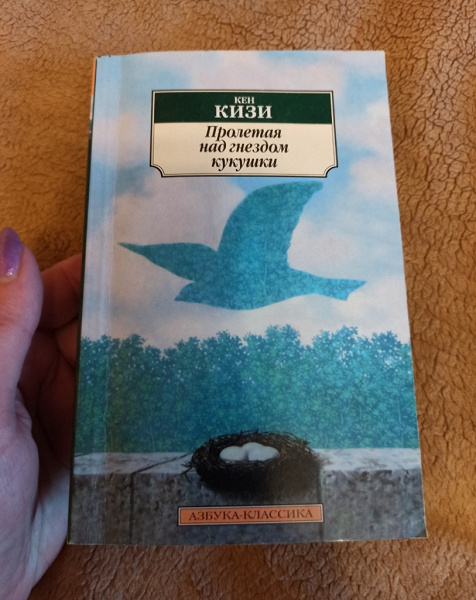 КЕН
КИЗИ
Пролетая
над гнездом
кукушки
АЗБУКА-КЛАССИКА